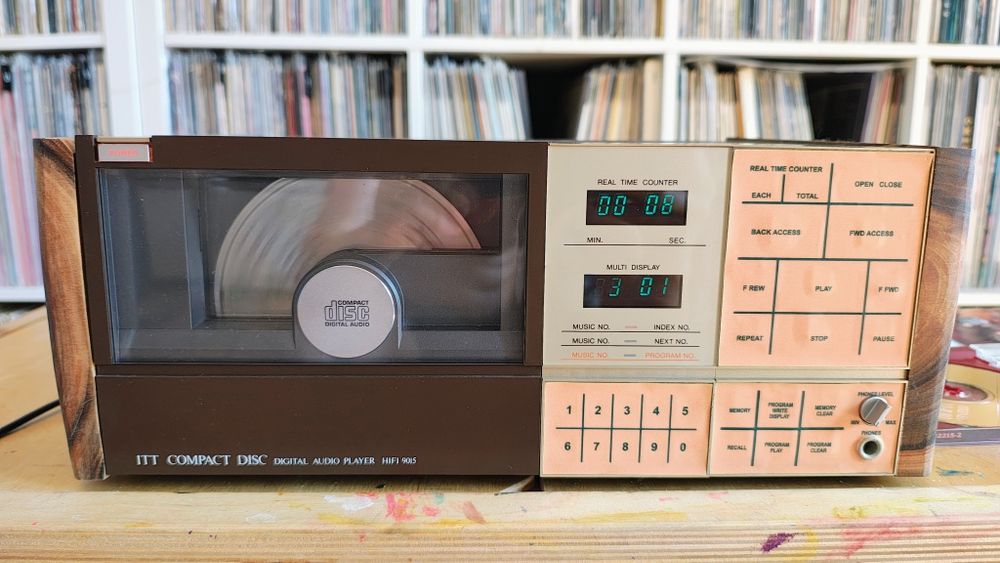 POWER
COMPACT
disc
DIGITAL AUDIO
ITT COMPACT DISC DIGITAL AUDIO PLAYER HIFI 9015
REAL TIME COUNTER
00 08
MIN. SEC.
MULTI DISPLAY
3 01
MUSIC NO. INDEX NO.
MUSIC NO. NEXT NO.
MUSIC NO. PROGRAM NO.
REAL TIME COUNTER
EACH TOTAL
OPEN CLOSE
BACK ACCESS FWD ACCESS
F REW PLAY F FWD
REPEAT STOP PAUSE
1 2 3 4 5
6 7 8 9 0
MEMORY
PROGRAM
WRITE
DISPLAY
MEMORY
CLEAR
RECALL
PROGRAM
PLAY
PROGRAM
CLEAR
PHONES LEVEL
MIN MAX
PHONES
2215-2